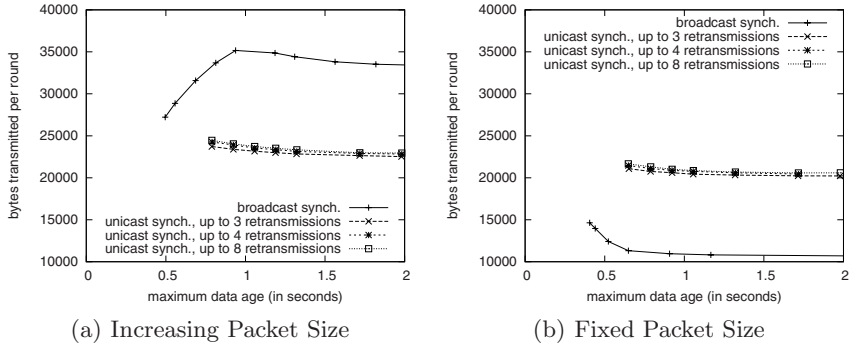 40000
35000
30000
25000
20000
15000
10000
bytes transmitted per round
broadcast synch.
unicast synch., up to 3 retransmissions
unicast synch., up to 4 retransmissions
unicast synch., up to 8 retransmissions
0 0.5 1 1.5 2
maximum data age (in seconds)
(a) Increasing Packet Size
40000
35000
30000
25000
20000
15000
10000
bytes transmitted per round
broadcast synch.
unicast synch., up to 3 retransmissions
unicast synch., up to 4 retransmissions
unicast synch., up to 8 retransmissions
0 0.5 1 1.5 2
maximum data age (in seconds)
(b) Fixed Packet Size